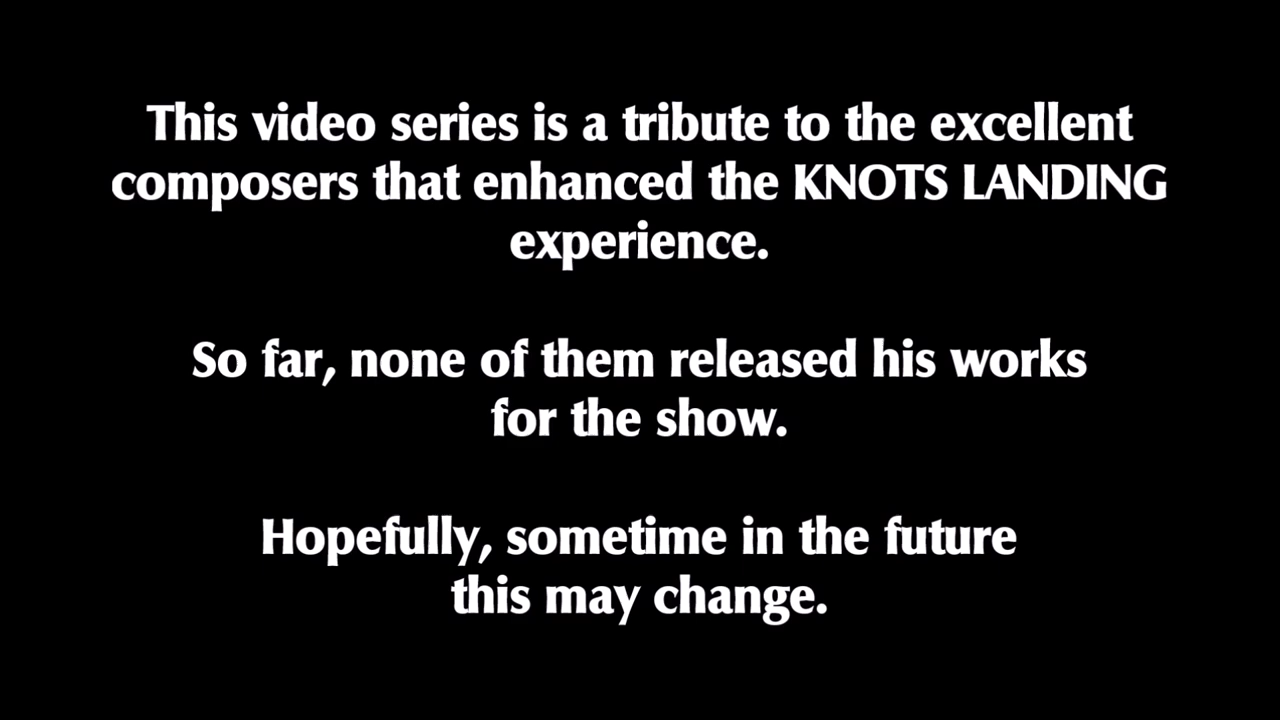 This video series is a tribute to the excellent
composers that enhanced the KNOTS LANDING
experience.
So far, none of them released his works
for the show.
Hopefully, sometime in the future
this may change.